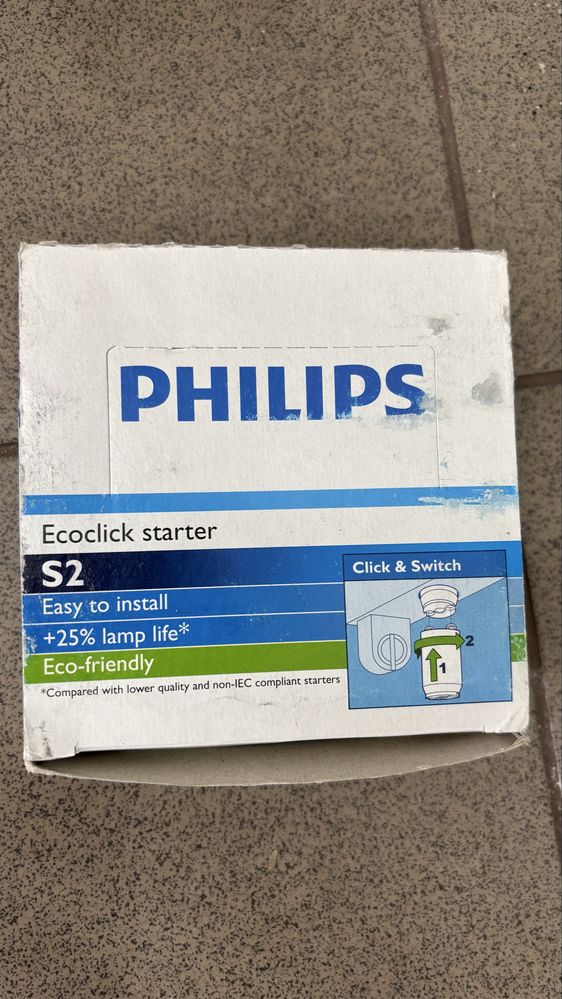 PHILIPS
Ecoclick starter
S2
Easy to install
+25% lamp life*
Eco-friendly
*Compared with lower quality and non-IEC compliant starters
Click & Switch
2
1